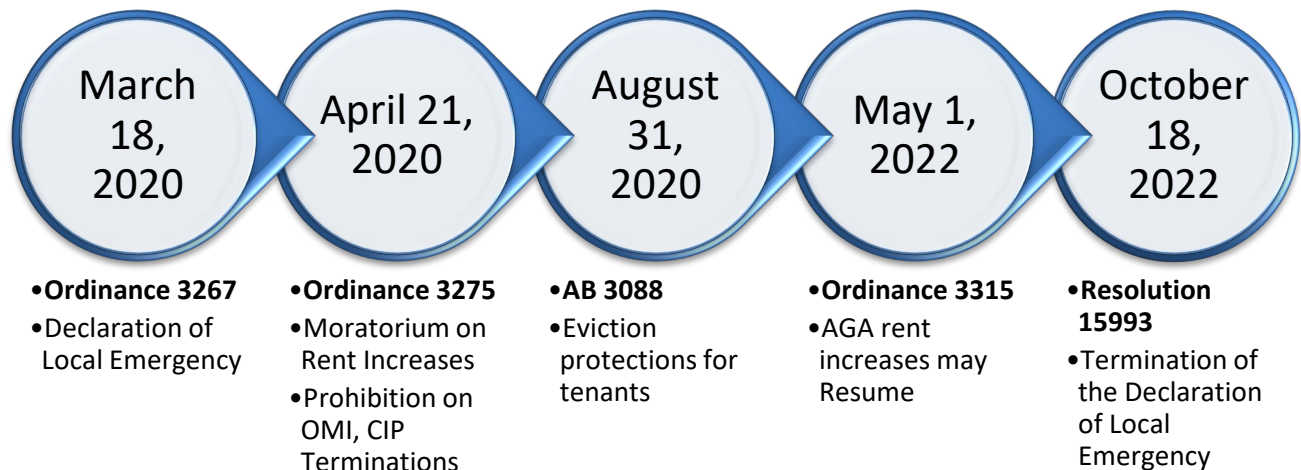 March
18,
2020
April 21,
2020
August
31,
2020
May 1,
2022
October
18,
2022
•Ordinance 3267
•Declaration of
Local Emergency
•Ordinance 3275
•Moratorium on
Rent Increases
•Prohibition on
OMI, CIP
Terminations
•AB 3088
•Eviction
protections for
tenants
•Ordinance 3315
•AGA rent
increases may
Resume
•Resolution
15993
•Termination of
the Declaration
of Local
Emergency